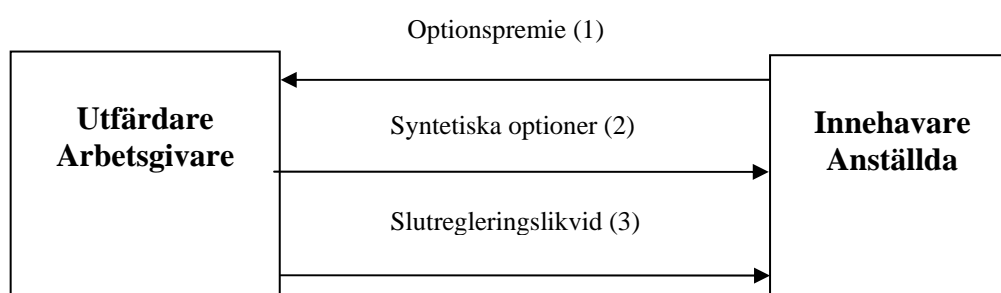 Optionspremie (1)
Utfärdare
Arbetsgivare
Syntetiska optioner (2)
Innehavare
Anställda
Slutregleringslikvid (3)